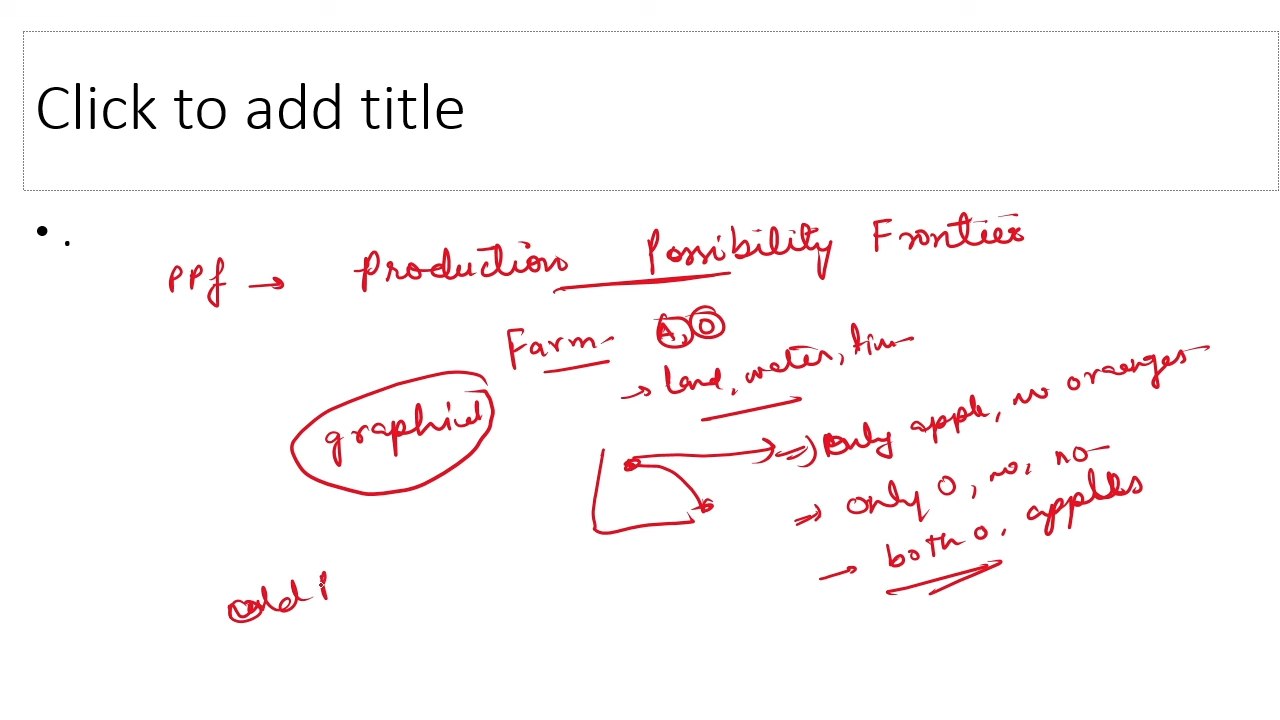 Click to add title
• .
PPf → Production Possibility Frontier
Farm A, O
→ Land, water, tim
graphical
⇒ Only apple, no oranges
⇒ only O, no, no
→ both O, apples